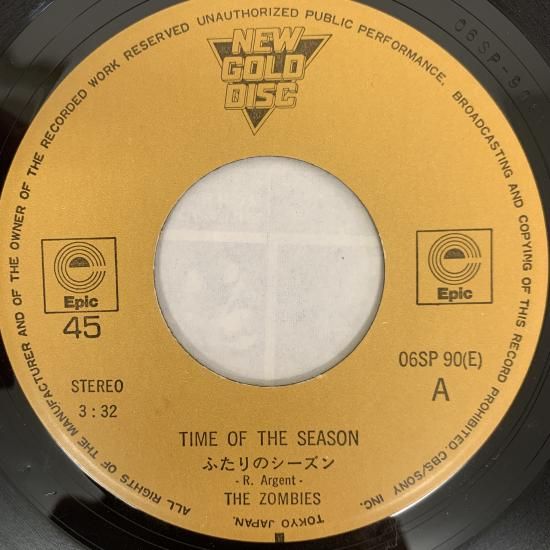 ALL RIGHTS OF THE MANUFACTURER AND OF THE OWNER OF THE RECORDED WORK RESERVED UNAUTHORIZED PUBLIC PERFORMANCE, BROADCASTING AND COPYING OF THIS RECORD PROHIBITED. CBS/SONY INC.
TOKYO JAPAN.
NEW
GOLD
DISC
Epic
45
STEREO
3:32
Epic
06SP 90(E)
A
TIME OF THE SEASON
ふたりのシーズン
- R. Argent -
THE ZOMBIES